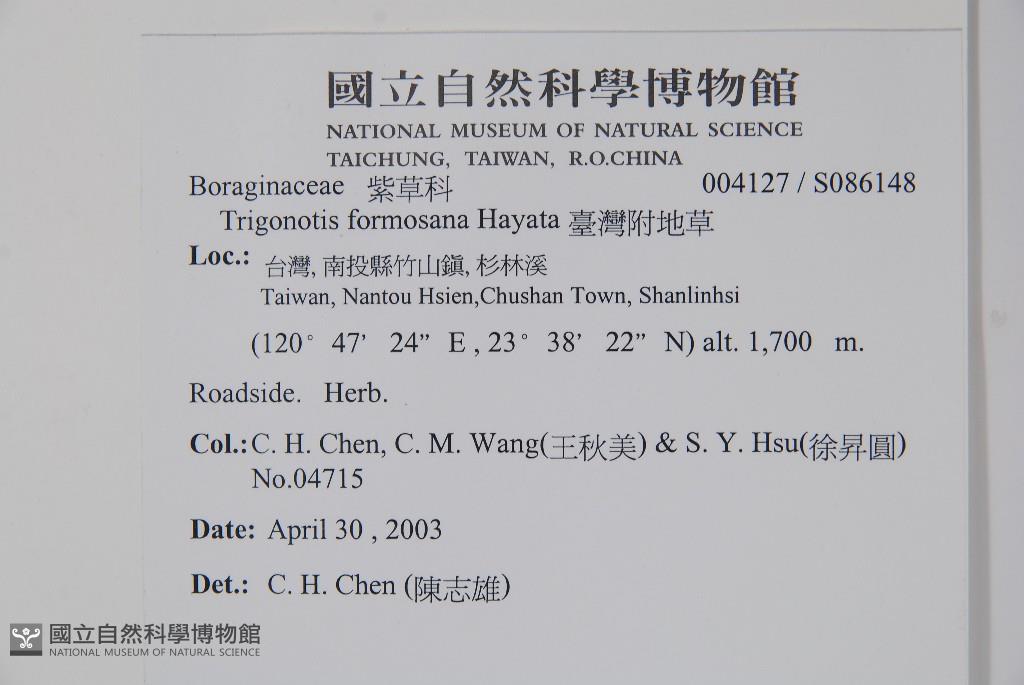 國立自然科學博物館
NATIONAL MUSEUM OF NATURAL SCIENCE
TAICHUNG, TAIWAN, R.O.CHINA
Boraginaceae 紫草科 004127 / S086148
Trigonotis formosana Hayata 臺灣附地草
Loc.: 台灣, 南投縣竹山鎮, 杉林溪
Taiwan, Nantou Hsien,Chushan Town, Shanlinhsi
(120° 47’ 24” E , 23° 38’ 22” N) alt. 1,700 m.
Roadside. Herb.
Col.: C. H. Chen, C. M. Wang(王秋美) & S. Y. Hsu(徐昇圓)
No.04715
Date: April 30 , 2003
Det.: C. H. Chen (陳志雄)
國立自然科學博物館
NATIONAL MUSEUM OF NATURAL SCIENCE